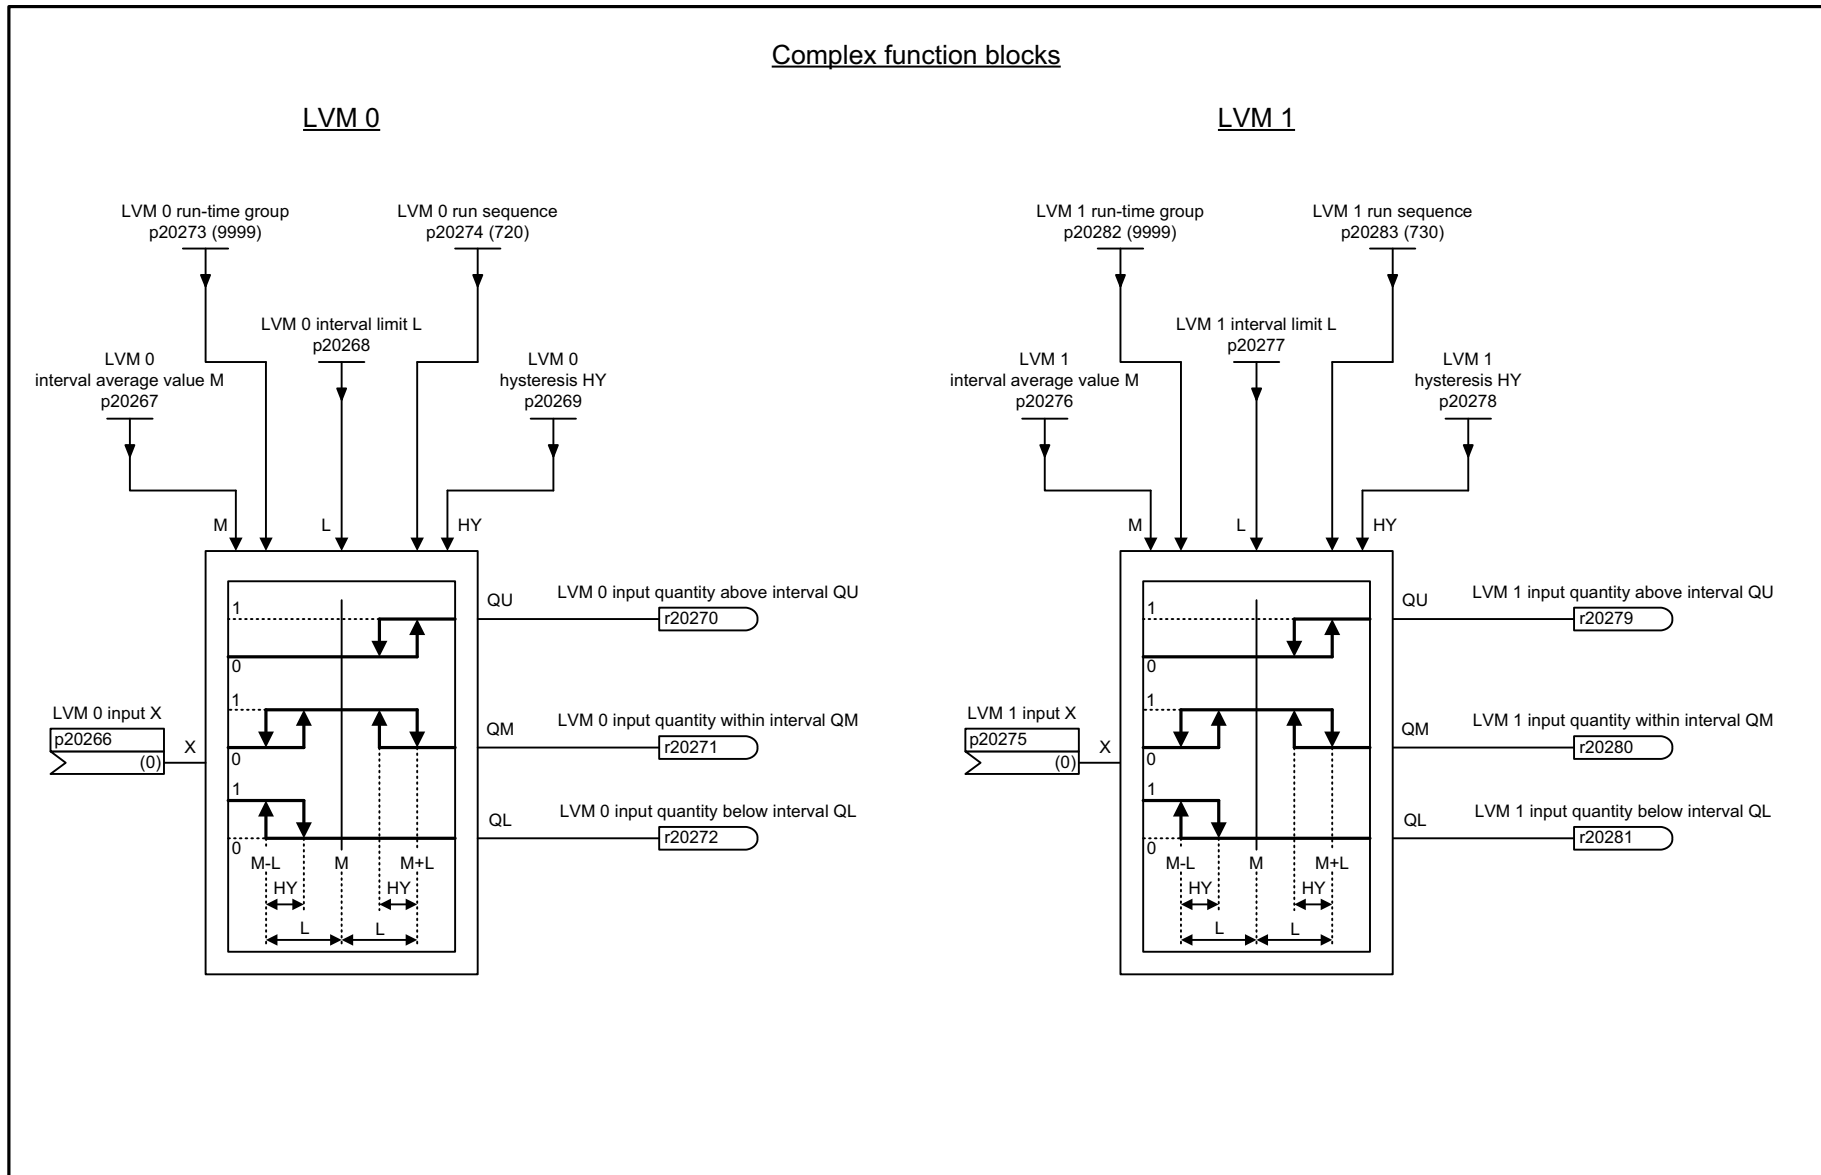 Complex function blocks
LVM 0
LVM 0 run-time group
p20273 (9999)
LVM 0 run sequence
p20274 (720)
LVM 0 interval limit L
p20268
LVM 0
interval average value M
p20267
LVM 0
hysteresis HY
p20269
M
L
HY
LVM 0 input X
p20266
(0)
X
1
0
1
0
1
0
M-L
M
M+L
HY
HY
L
L
QU
LVM 0 input quantity above interval QU
r20270
QM
LVM 0 input quantity within interval QM
r20271
QL
LVM 0 input quantity below interval QL
r20272
LVM 1
LVM 1 run-time group
p20282 (9999)
LVM 1 run sequence
p20283 (730)
LVM 1 interval limit L
p20277
LVM 1
interval average value M
p20276
LVM 1
hysteresis HY
p20278
M
L
HY
LVM 1 input X
p20275
(0)
X
1
0
1
0
1
0
M-L
M
M+L
HY
HY
L
L
QU
LVM 1 input quantity above interval QU
r20279
QM
LVM 1 input quantity within interval QM
r20280
QL
LVM 1 input quantity below interval QL
r20281